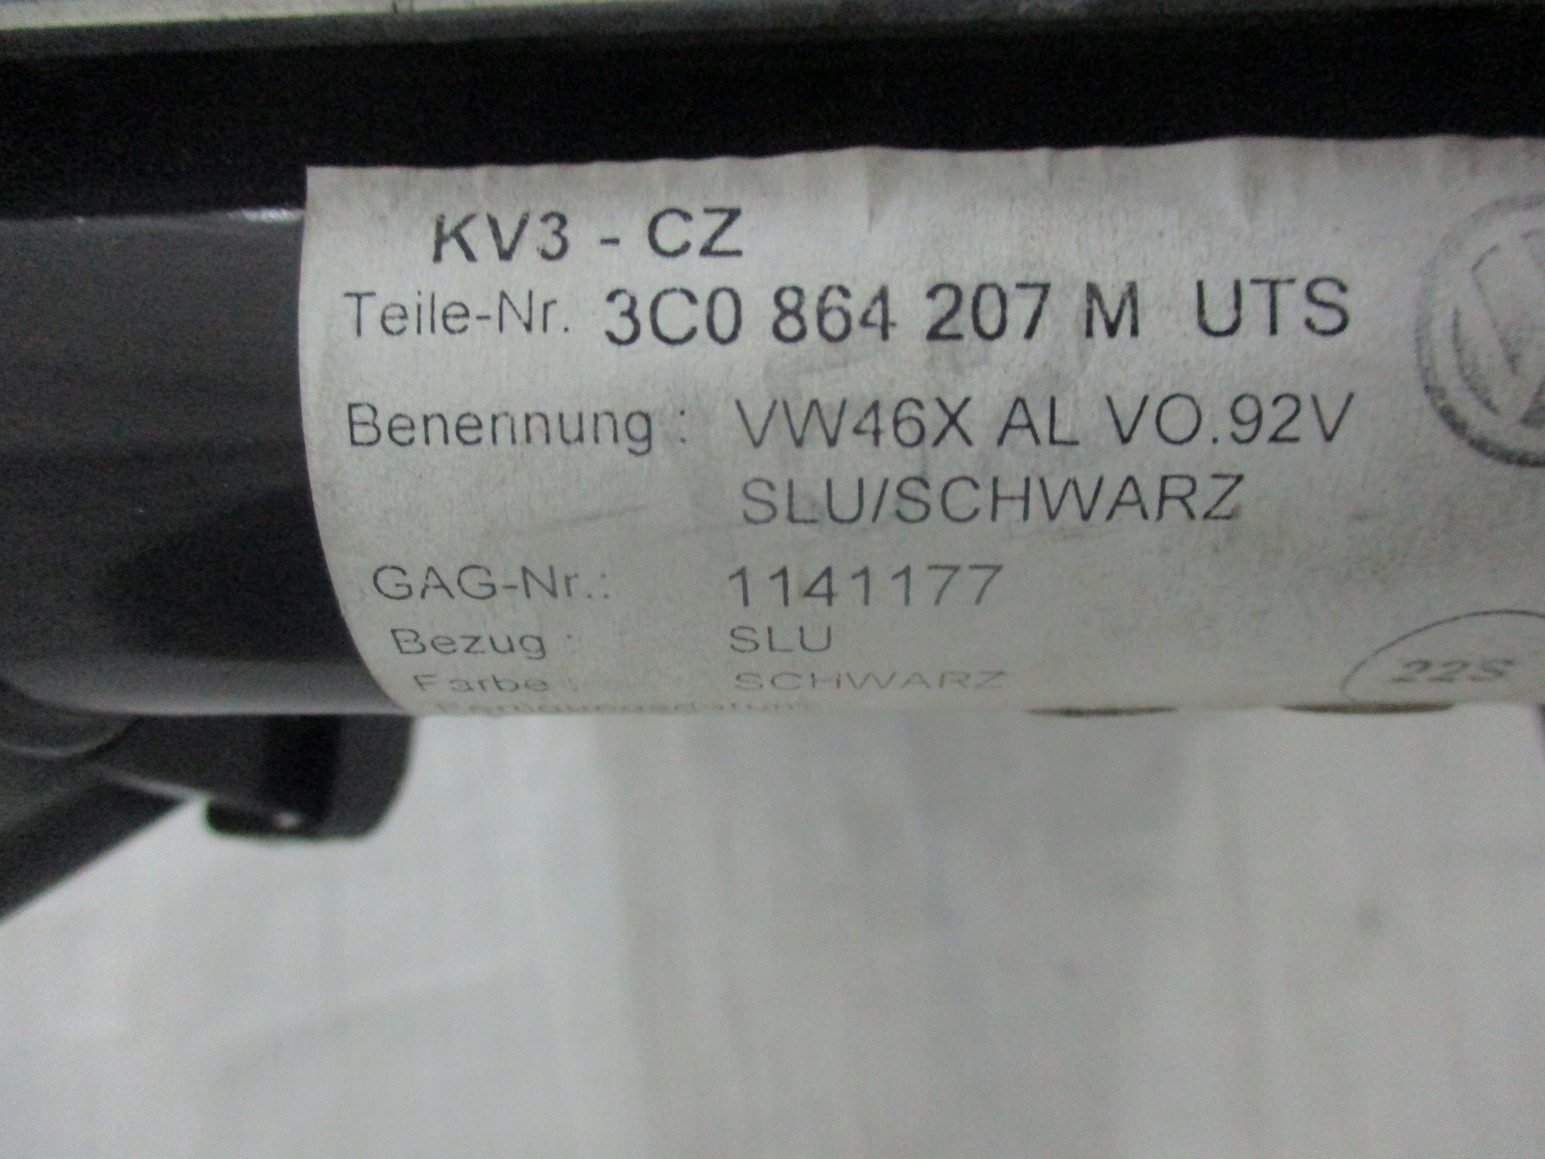 KV3 - CZ
Teile-Nr. 3C0 864 207 M UTS
Benennung : VW46X AL VO.92V
SLU/SCHWARZ
GAG-Nr.: 1141177
Bezug : SLU
Farbe : SCHWARZ
22S